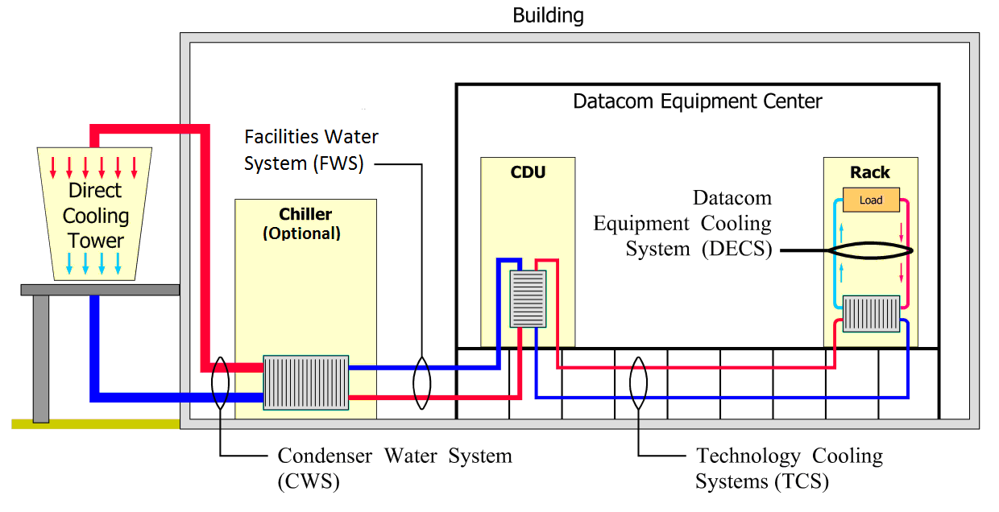 Building
Datacom Equipment Center
Facilities Water
System (FWS)
CDU
Rack
Load
Direct
Cooling
Tower
Chiller
(Optional)
Datacom
Equipment Cooling
System (DECS)
Condenser Water System
(CWS)
Technology Cooling
Systems (TCS)